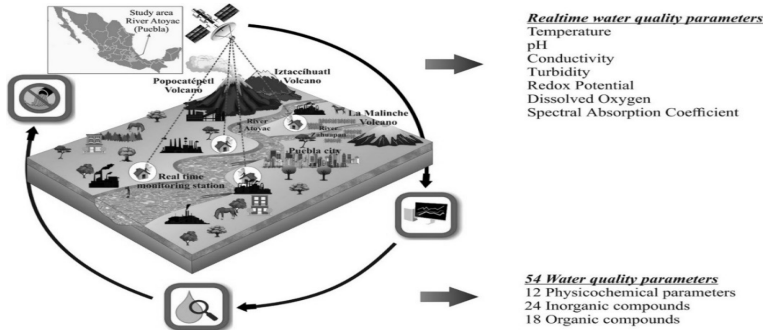 Study area
River Atoyac
(Puebla)
Realtime water quality parameters
Temperature
pH
Conductivity
Turbidity
Redox Potential
Dissolved Oxygen
Spectral Absorption Coefficient
Popocatépetl
Volcano
Iztaccíhuatl
Volcano
La Malinche
Volcano
River
Atoyac
River
Zahuapan
Puebla city
Real time
monitoring station
54 Water quality parameters
12 Physicochemical parameters
24 Inorganic compounds
18 Organic compounds